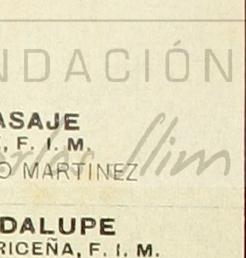 NDACIÓN
ASAJE
, F. I. M.
O MARTINEZ
DALUPE
RICEÑA, F. I. M.